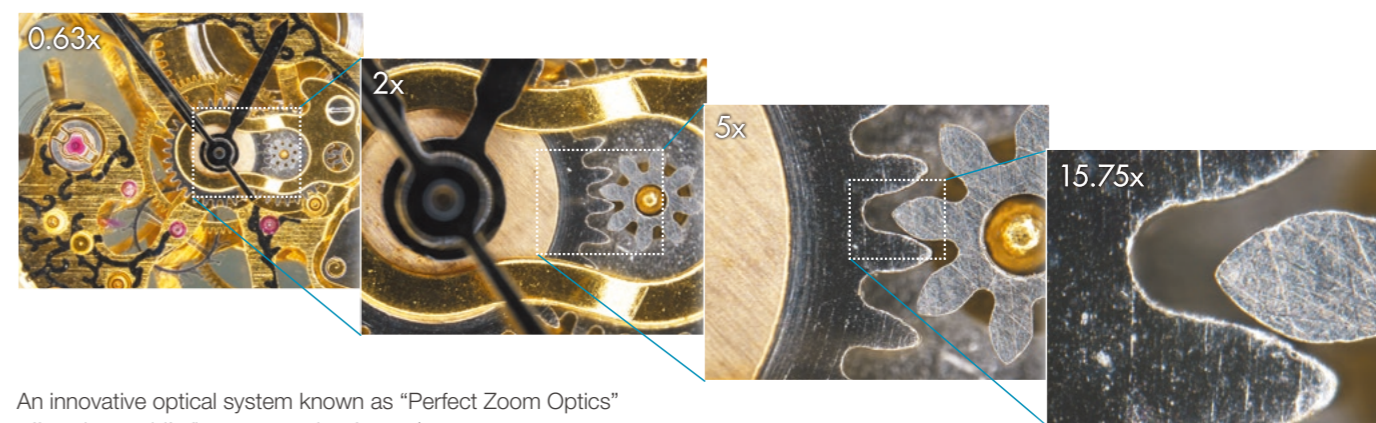 0.63x
2x
5x
15.75x
An innovative optical system known as “Perfect Zoom Optics”